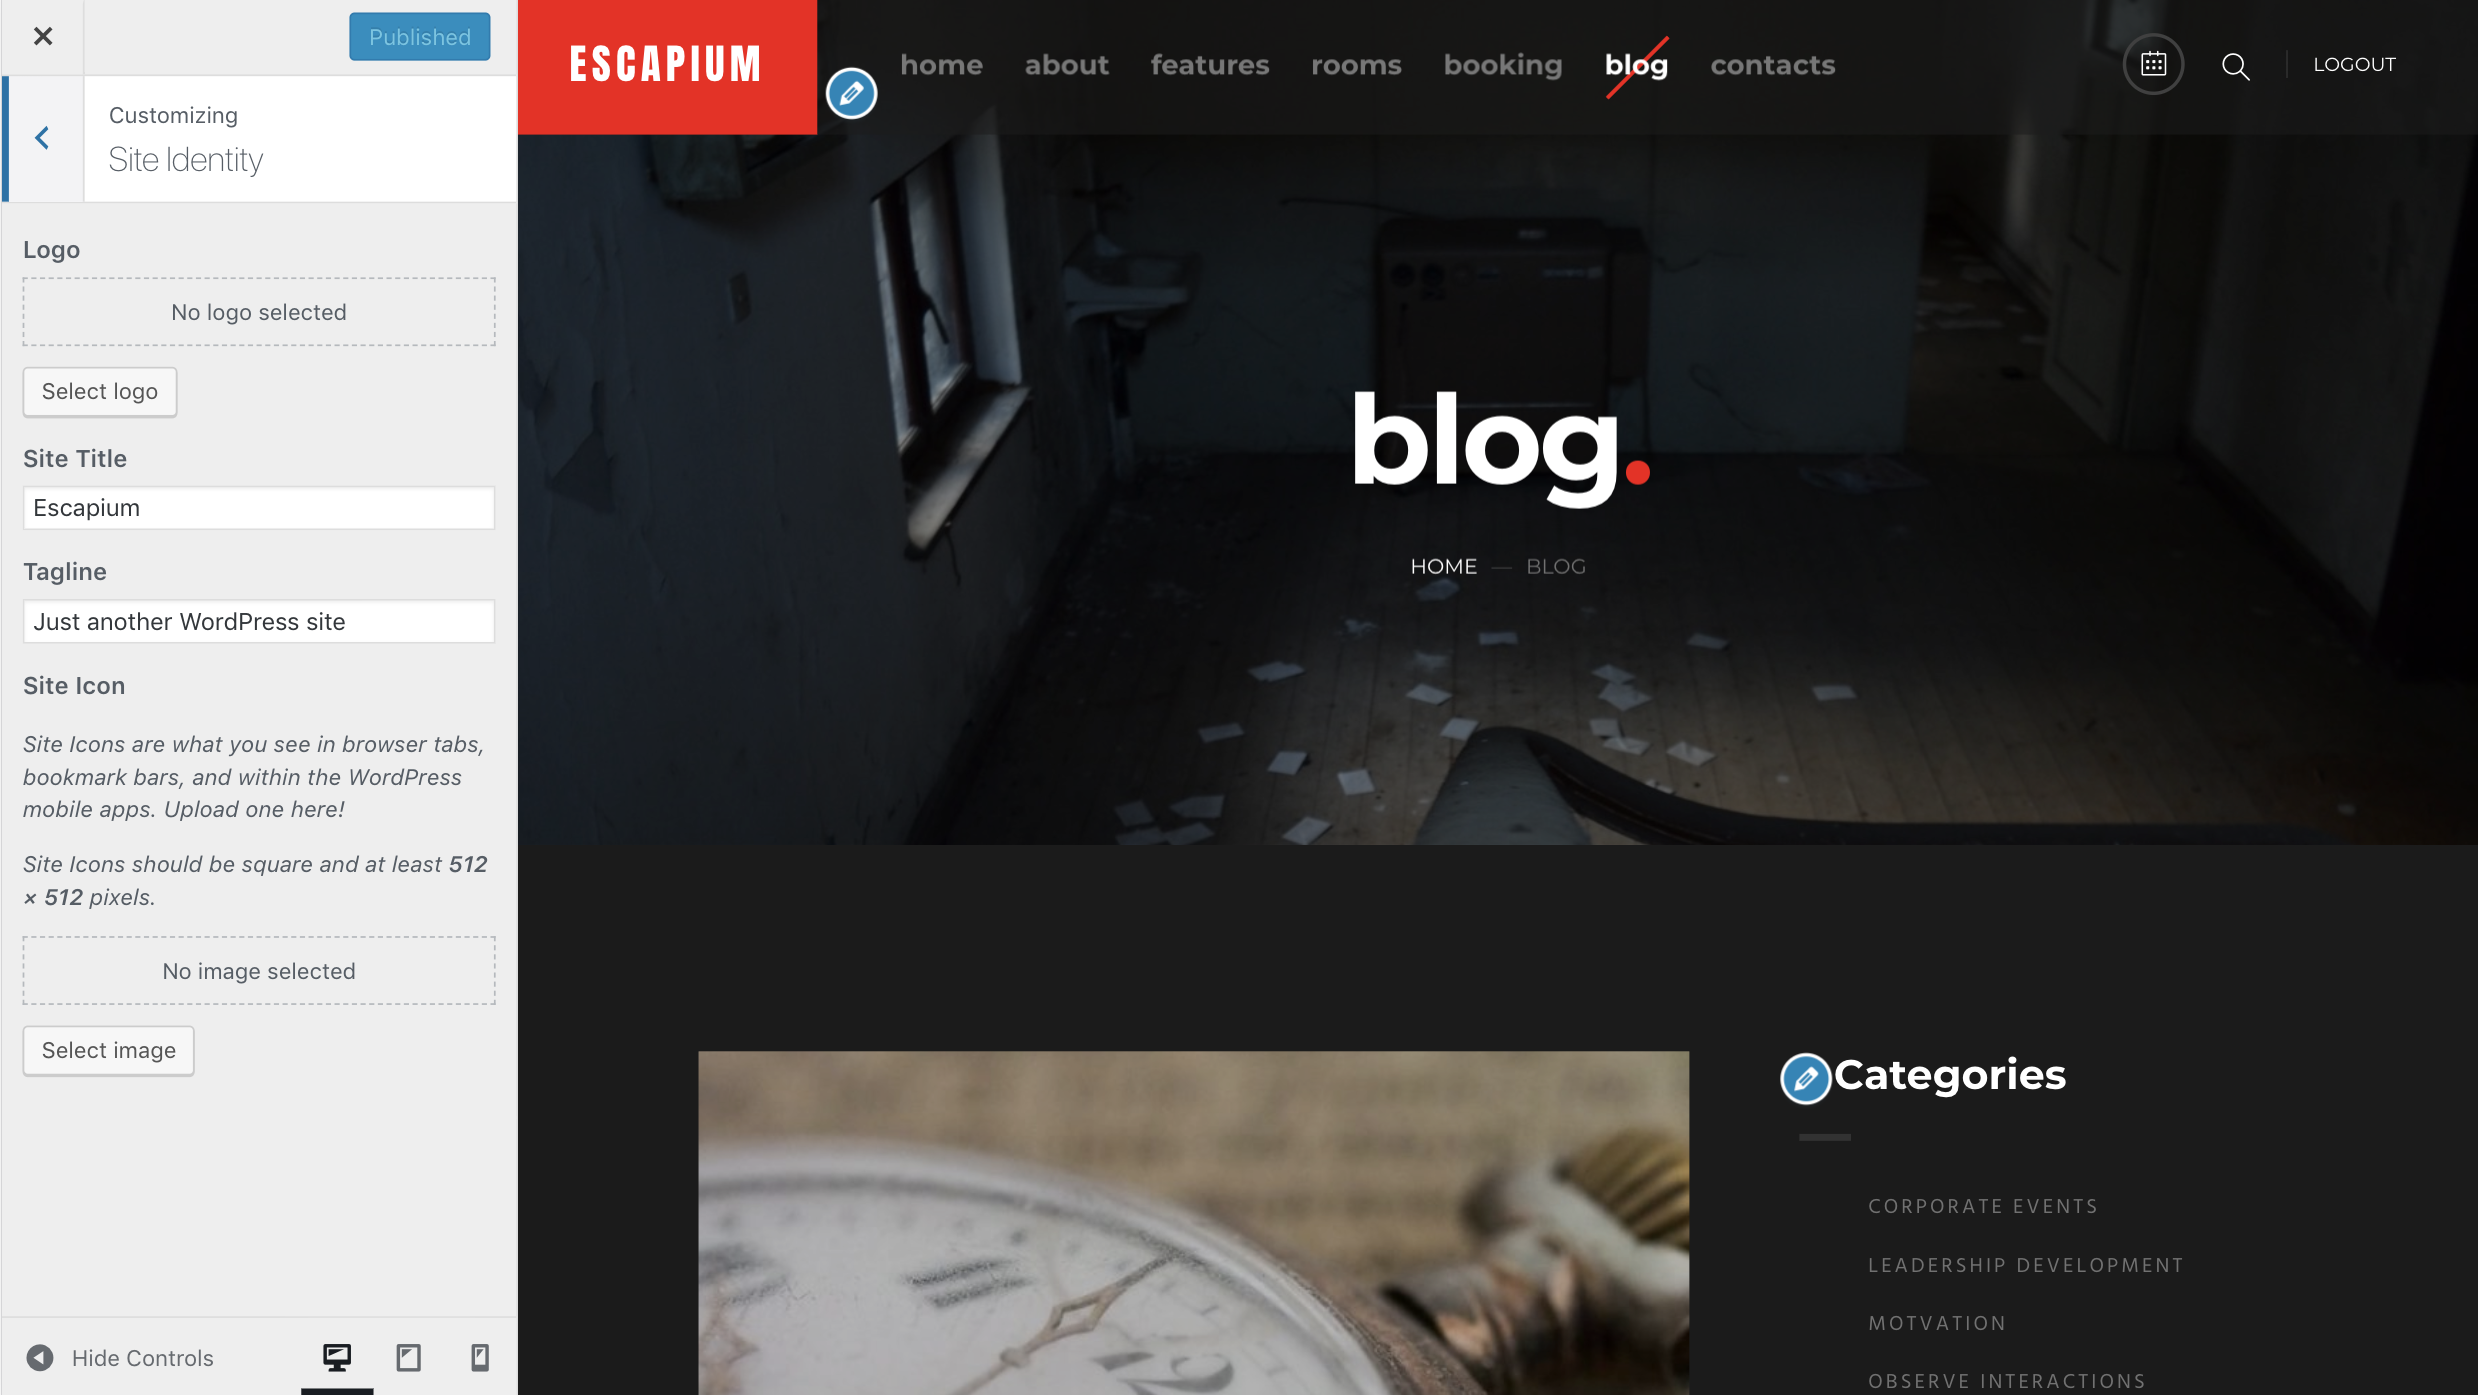 Published
Customizing
Site Identity
Logo
No logo selected
Select logo
Site Title
Escapium
Tagline
Just another WordPress site
Site Icon
Site Icons are what you see in browser tabs,
bookmark bars, and within the WordPress
mobile apps. Upload one here!
Site Icons should be square and at least 512
× 512 pixels.
No image selected
Select image
Hide Controls
ESCAPIUM
home about features rooms booking blog contacts
LOGOUT
blog.
HOME — BLOG
Categories
CORPORATE EVENTS
LEADERSHIP DEVELOPMENT
MOTVATION
OBSERVE INTERACTIONS